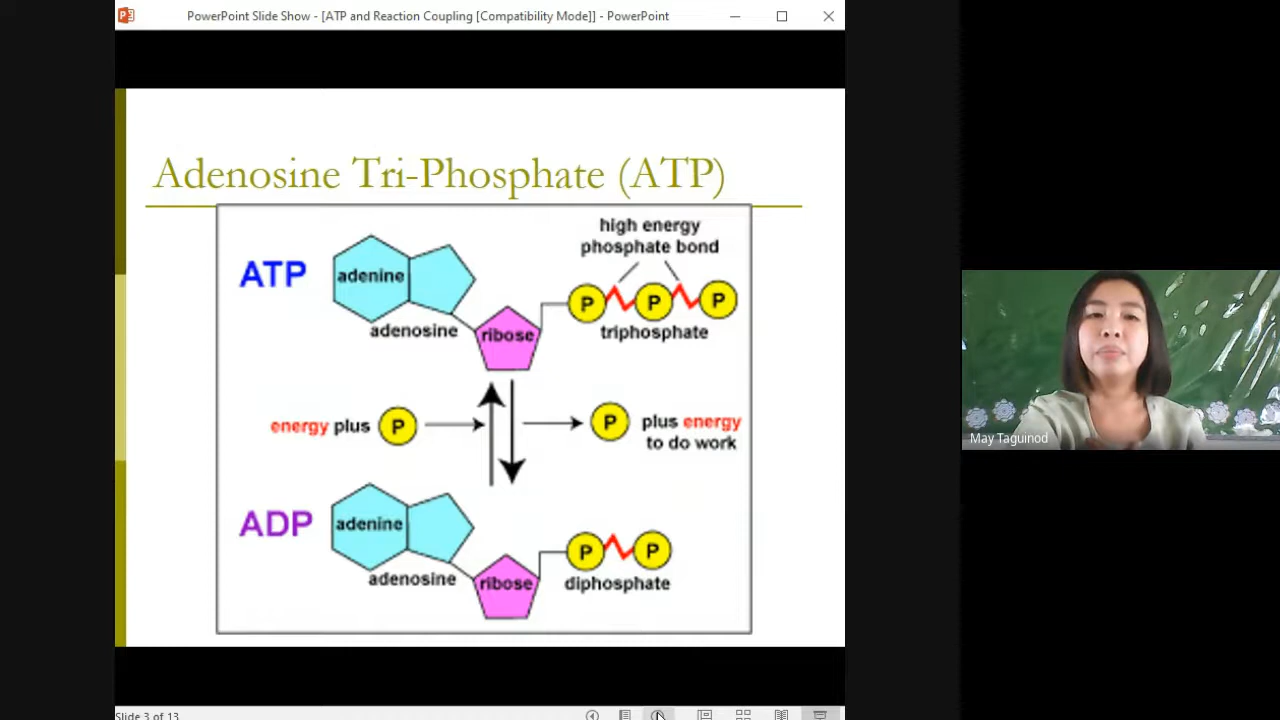 PowerPoint Slide Show - [ATP and Reaction Coupling [Compatibility Mode]] - PowerPoint
Adenosine Tri-Phosphate (ATP)
high energy
phosphate bond
ATP
adenine
P P P
adenosine
ribose
triphosphate
energy plus P
P plus energy
to do work
ADP
adenine
P P
adenosine
ribose
diphosphate
May Taguinod
Slide 3 of 13